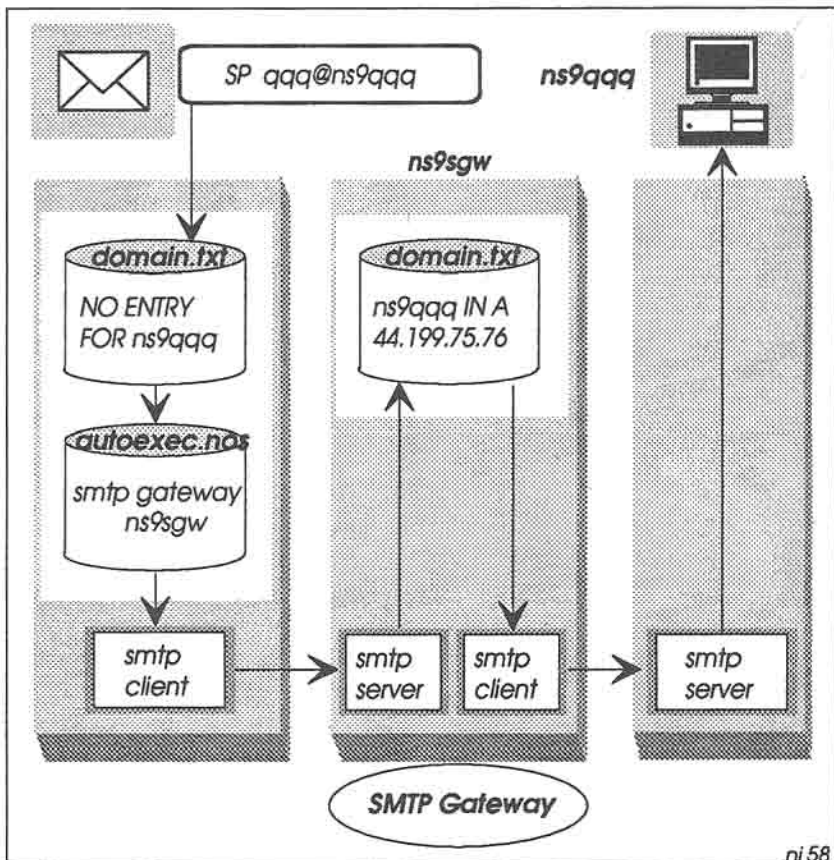 SP qqq@ns9qqq
ns9qqq
ns9sgw
domain.txt
NO ENTRY
FOR ns9qqq
autoexec.nos
smtp gateway
ns9sgw
smtp
client
domain.txt
ns9qqq IN A
44.199.75.76
smtp
server
smtp
client
smtp
server
SMTP Gateway
ni 58